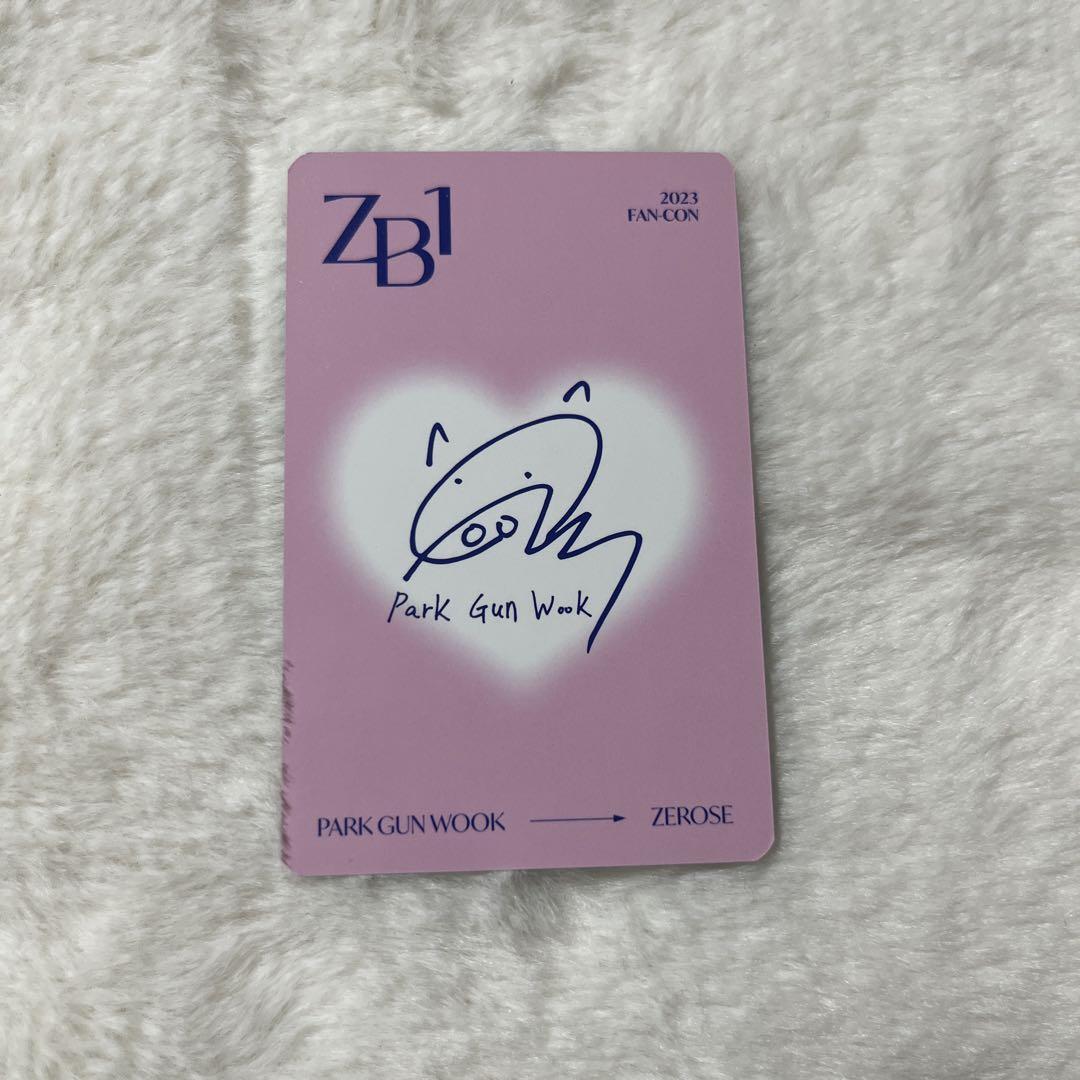 ZB1
2023
FAN-CON
Park Gun Wook
PARK GUN WOOK
ZEROSE